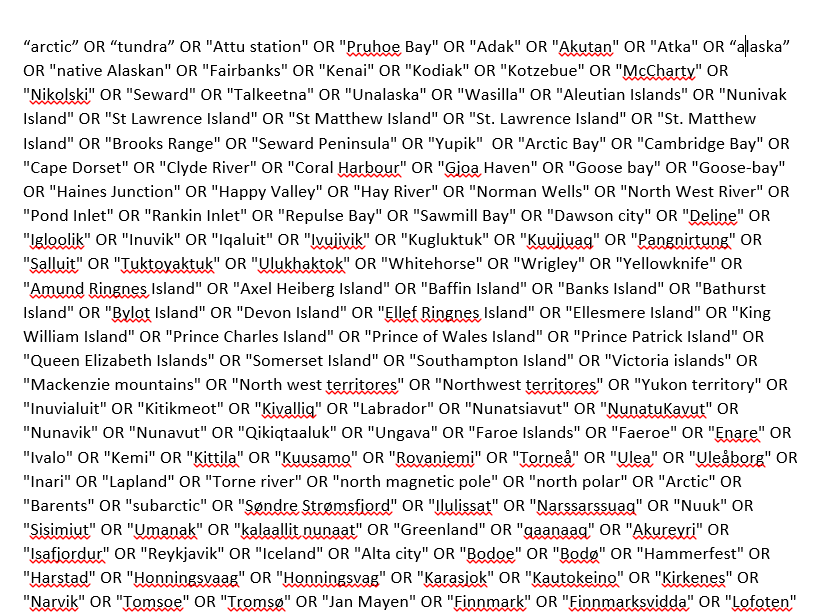 “arctic” OR “tundra” OR "Attu station" OR "Pruhoe Bay" OR "Adak" OR "Akutan" OR "Atka" OR “alaska”
OR "native Alaskan" OR "Fairbanks" OR "Kenai" OR "Kodiak" OR "Kotzebue" OR "McCharty" OR
"Nikolski" OR "Seward" OR "Talkeetna" OR "Unalaska" OR "Wasilla" OR "Aleutian Islands" OR "Nunivak
Island" OR "St Lawrence Island" OR "St Matthew Island" OR "St. Lawrence Island" OR "St. Matthew
Island" OR "Brooks Range" OR "Seward Peninsula" OR "Yupik"  OR "Arctic Bay" OR "Cambridge Bay" OR
"Cape Dorset" OR "Clyde River" OR "Coral Harbour" OR "Gjoa Haven" OR "Goose bay" OR "Goose-bay"
OR "Haines Junction" OR "Happy Valley" OR "Hay River" OR "Norman Wells" OR "North West River" OR
"Pond Inlet" OR "Rankin Inlet" OR "Repulse Bay" OR "Sawmill Bay" OR "Dawson city" OR "Deline" OR
"Igloolik" OR "Inuvik" OR "Iqaluit" OR "Ivujivik" OR "Kugluktuk" OR "Kuujjuaq" OR "Pangnirtung" OR
"Salluit" OR "Tuktoyaktuk" OR "Ulukhaktok" OR "Whitehorse" OR "Wrigley" OR "Yellowknife" OR
"Amund Ringnes Island" OR "Axel Heiberg Island" OR "Baffin Island" OR "Banks Island" OR "Bathurst
Island" OR "Bylot Island" OR "Devon Island" OR "Ellef Ringnes Island" OR "Ellesmere Island" OR "King
William Island" OR "Prince Charles Island" OR "Prince of Wales Island" OR "Prince Patrick Island" OR
"Queen Elizabeth Islands" OR "Somerset Island" OR "Southampton Island" OR "Victoria islands" OR
"Mackenzie mountains" OR "North west territores" OR "Northwest territores" OR "Yukon territory" OR
"Inuvialuit" OR "Kitikmeot" OR "Kivalliq" OR "Labrador" OR "Nunatsiavut" OR "NunatuKavut" OR
"Nunavik" OR "Nunavut" OR "Qikiqtaaluk" OR "Ungava" OR "Faroe Islands" OR "Faeroe" OR "Enare" OR
"Ivalo" OR "Kemi" OR "Kittila" OR "Kuusamo" OR "Rovaniemi" OR "Torneå" OR "Ulea" OR "Uleåborg" OR
"Inari" OR "Lapland" OR "Torne river" OR "north magnetic pole" OR "north polar" OR "Arctic" OR
"Barents" OR "subarctic" OR "Søndre Strømsfjord" OR "Ilulissat" OR "Narssarssuaq" OR "Nuuk" OR
"Sisimiut" OR "Umanak" OR "kalaallit nunaat" OR "Greenland" OR "qaanaaq" OR "Akureyri" OR
"Isafjordur" OR "Reykjavik" OR "Iceland" OR "Alta city" OR "Bodoe" OR "Bodø" OR "Hammerfest" OR
"Harstad" OR "Honningsvaag" OR "Honningsvag" OR "Karasjok" OR "Kautokeino" OR "Kirkenes" OR
"Narvik" OR "Tomsoe" OR "Tromsø" OR "Jan Mayen" OR "Finnmark" OR "Finnmarksvidda" OR "Lofoten"